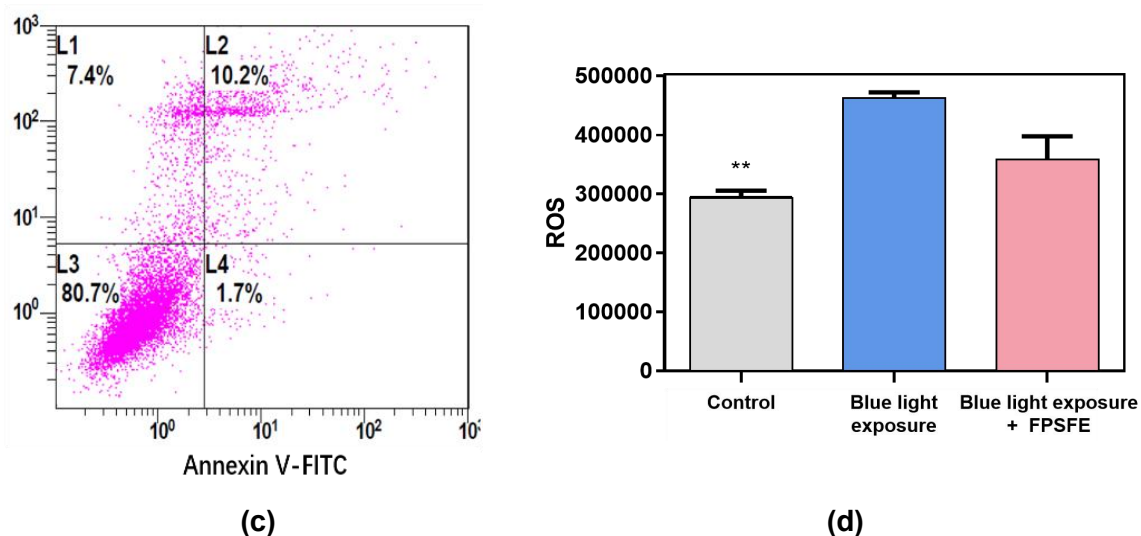 10³
L1
7.4%
L2
10.2%
10²
10¹
L3
80.7%
L4
1.7%
10⁰
10⁰
10¹
10²
10³
Annexin V-FITC
(c)
500000
400000
300000
200000
100000
0
ROS
**
Control
Blue light
exposure
Blue light exposure
+ FPSFE
(d)